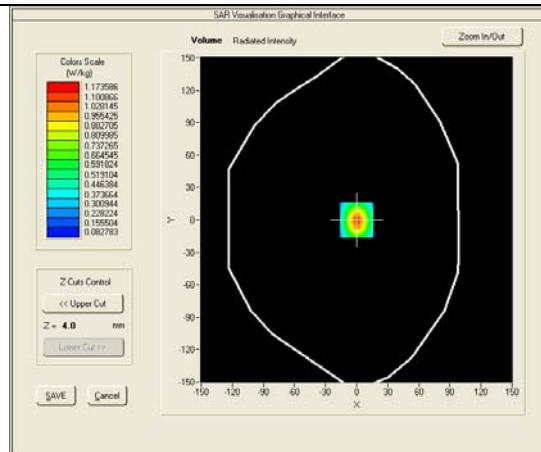 SAR Visualisation Graphical Interface
Volume Radiated Intensity
Zoom In/Out
Colors Scale
(W/kg)
1.173586
1.100866
1.028145
0.955425
0.882705
0.809985
0.737265
0.664545
0.591824
0.519104
0.446384
0.373664
0.300944
0.228224
0.155504
0.082783
150-
120-
90-
60-
30-
0-
-30-
-60-
-90-
-120-
-150-
Y
-150 -120 -90 -60 -30 0 30 60 90 120 150
X
Z Cuts Control
<< Upper Cut
Z = 4.0 mm
Lower Cut >>
SAVE Cancel